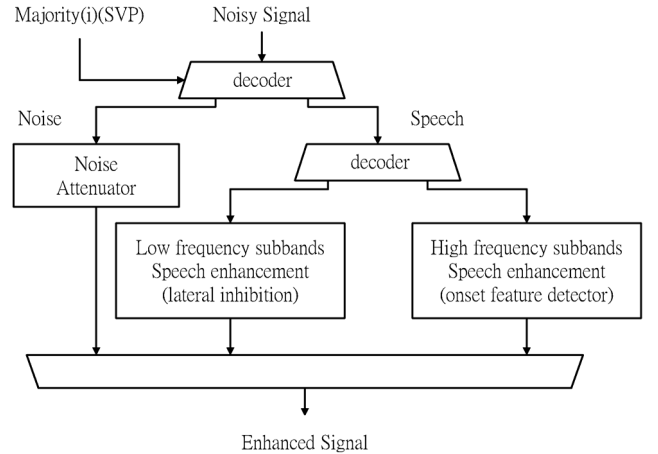 Majority(i)(SVP)
Noisy Signal
decoder
Noise
Speech
Noise
Attenuator
decoder
Low frequency subbands
Speech enhancement
(lateral inhibition)
High frequency subbands
Speech enhancement
(onset feature detector)
Enhanced Signal